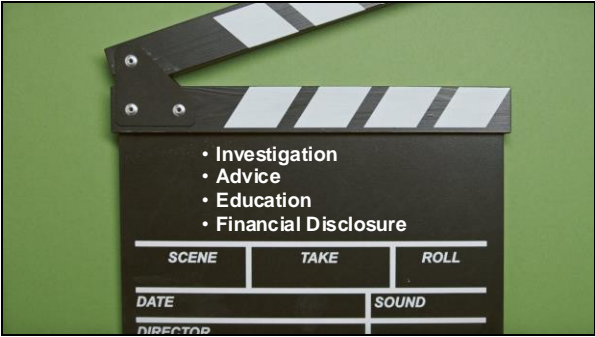 • Investigation
• Advice
• Education
• Financial Disclosure
SCENE TAKE ROLL
DATE SOUND
DIRECTOR